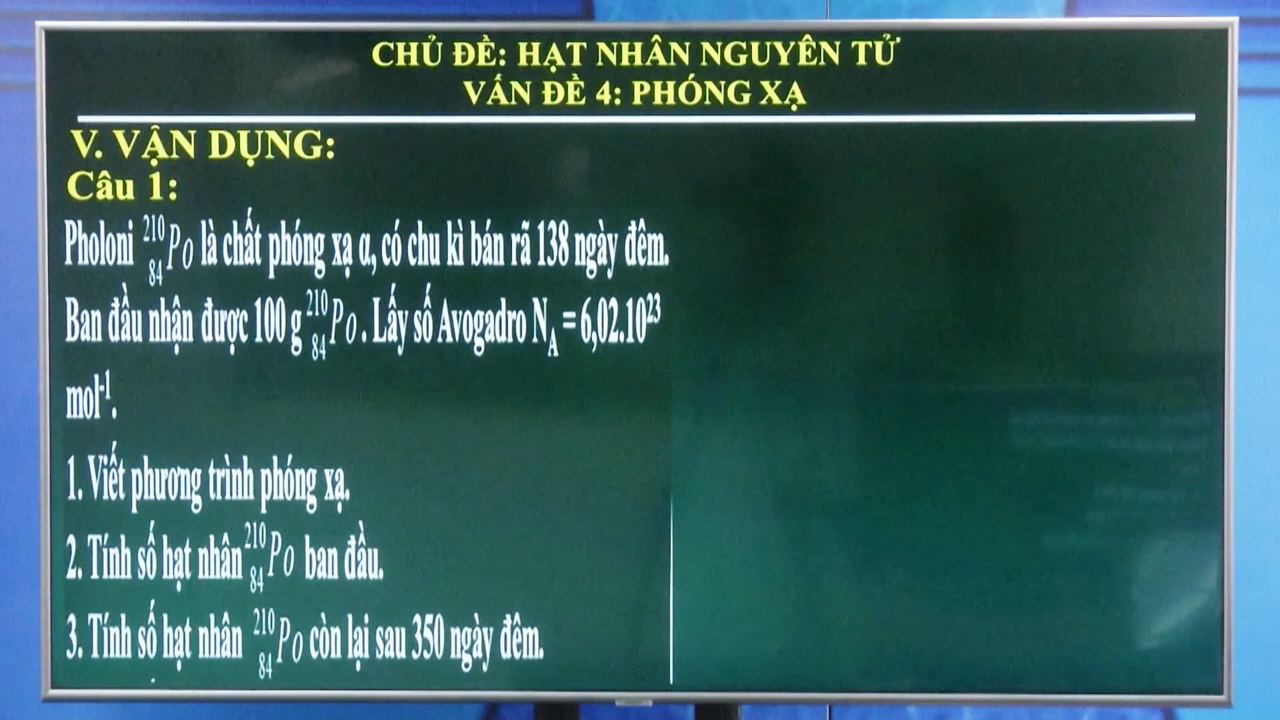 CHỦ ĐỀ: HẠT NHÂN NGUYÊN TỬ
VẤN ĐỀ 4: PHÓNG XẠ
V. VẬN DỤNG:
Câu 1:
Pholoni ²¹⁰₈₄Po là chất phóng xạ α, có chu kì bán rã 138 ngày đêm.
Ban đầu nhận được 100 g ²¹⁰₈₄Po. Lấy số Avogadro N_A = 6,02.10²³
mol⁻¹.
1. Viết phương trình phóng xạ.
2. Tính số hạt nhân ²¹⁰₈₄Po ban đầu.
3. Tính số hạt nhân ²¹⁰₈₄Po còn lại sau 350 ngày đêm.